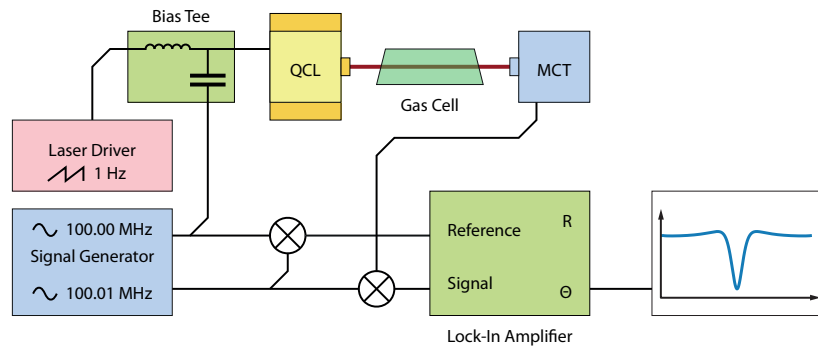 Bias Tee
QCL
MCT
Gas Cell
Laser Driver
1 Hz
100.00 MHz
Signal Generator
100.01 MHz
Reference
R
Signal
Θ
Lock-In Amplifier